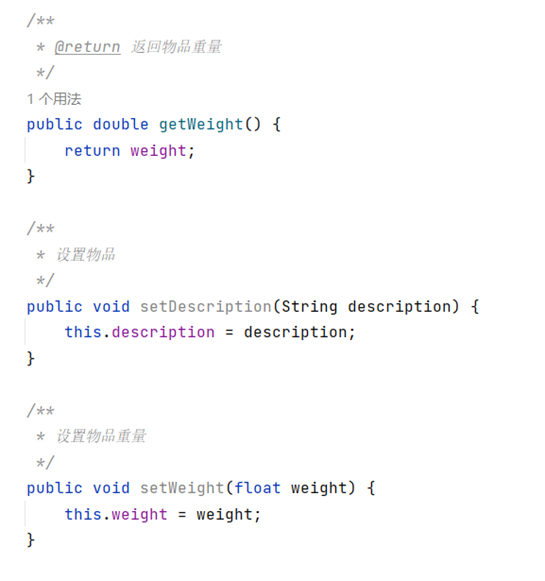 /**
 * @return 返回物品重量
 */
1 个用法
public double getWeight() {
    return weight;
}
/**
 * 设置物品
 */
public void setDescription(String description) {
    this.description = description;
}
/**
 * 设置物品重量
 */
public void setWeight(float weight) {
    this.weight = weight;
}